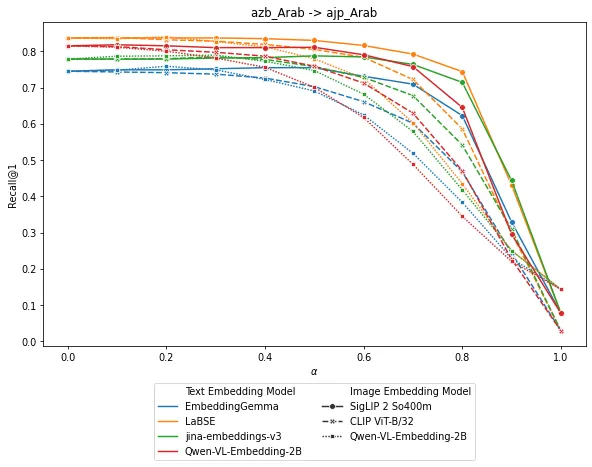 azb_Arab -> ajp_Arab
Recall@1
0.8
0.7
0.6
0.5
0.4
0.3
0.2
0.1
0.0
0.0 0.2 0.4 0.6 0.8 1.0
α
Text Embedding Model Image Embedding Model
EmbeddingGemma SigLIP 2 So400m
LaBSE CLIP ViT-B/32
jina-embeddings-v3 Qwen-VL-Embedding-2B
Qwen-VL-Embedding-2B